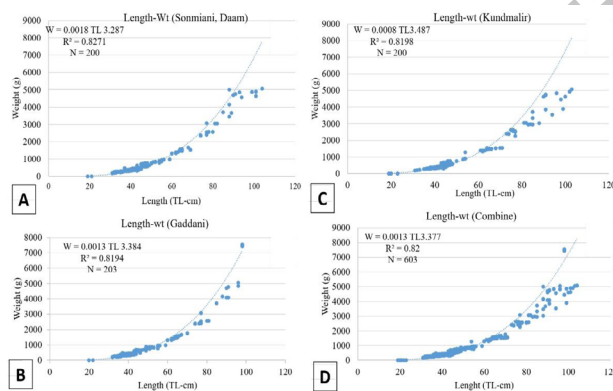 Length-Wt (Sonmiani, Daam)
W = 0.0018 TL 3.287
R² = 0.8271
N = 200
9000
8000
7000
6000
5000
4000
3000
2000
1000
0
Weight (g)
0 20 40 60 80 100 120
Length (TL-cm)
A
Length-wt (Kundmalir)
W = 0.0008 TL3.487
R² = 0.8198
N = 200
9000
8000
7000
6000
5000
4000
3000
2000
1000
0
Weight (g)
0 20 40 60 80 100 120
Length (TL-cm)
C
Length-wt (Gaddani)
W = 0.0013 TL 3.384
R² = 0.8194
N = 203
8000
7000
6000
5000
4000
3000
2000
1000
0
Weight (g)
0 20 40 60 80 100 120
Length (TL-cm)
B
Length-wt (Combine)
W = 0.0013 TL3.377
R² = 0.82
N = 603
9000
8000
7000
6000
5000
4000
3000
2000
1000
0
Weight (g)
0 20 40 60 80 100 120
Length (TL-cm)
D